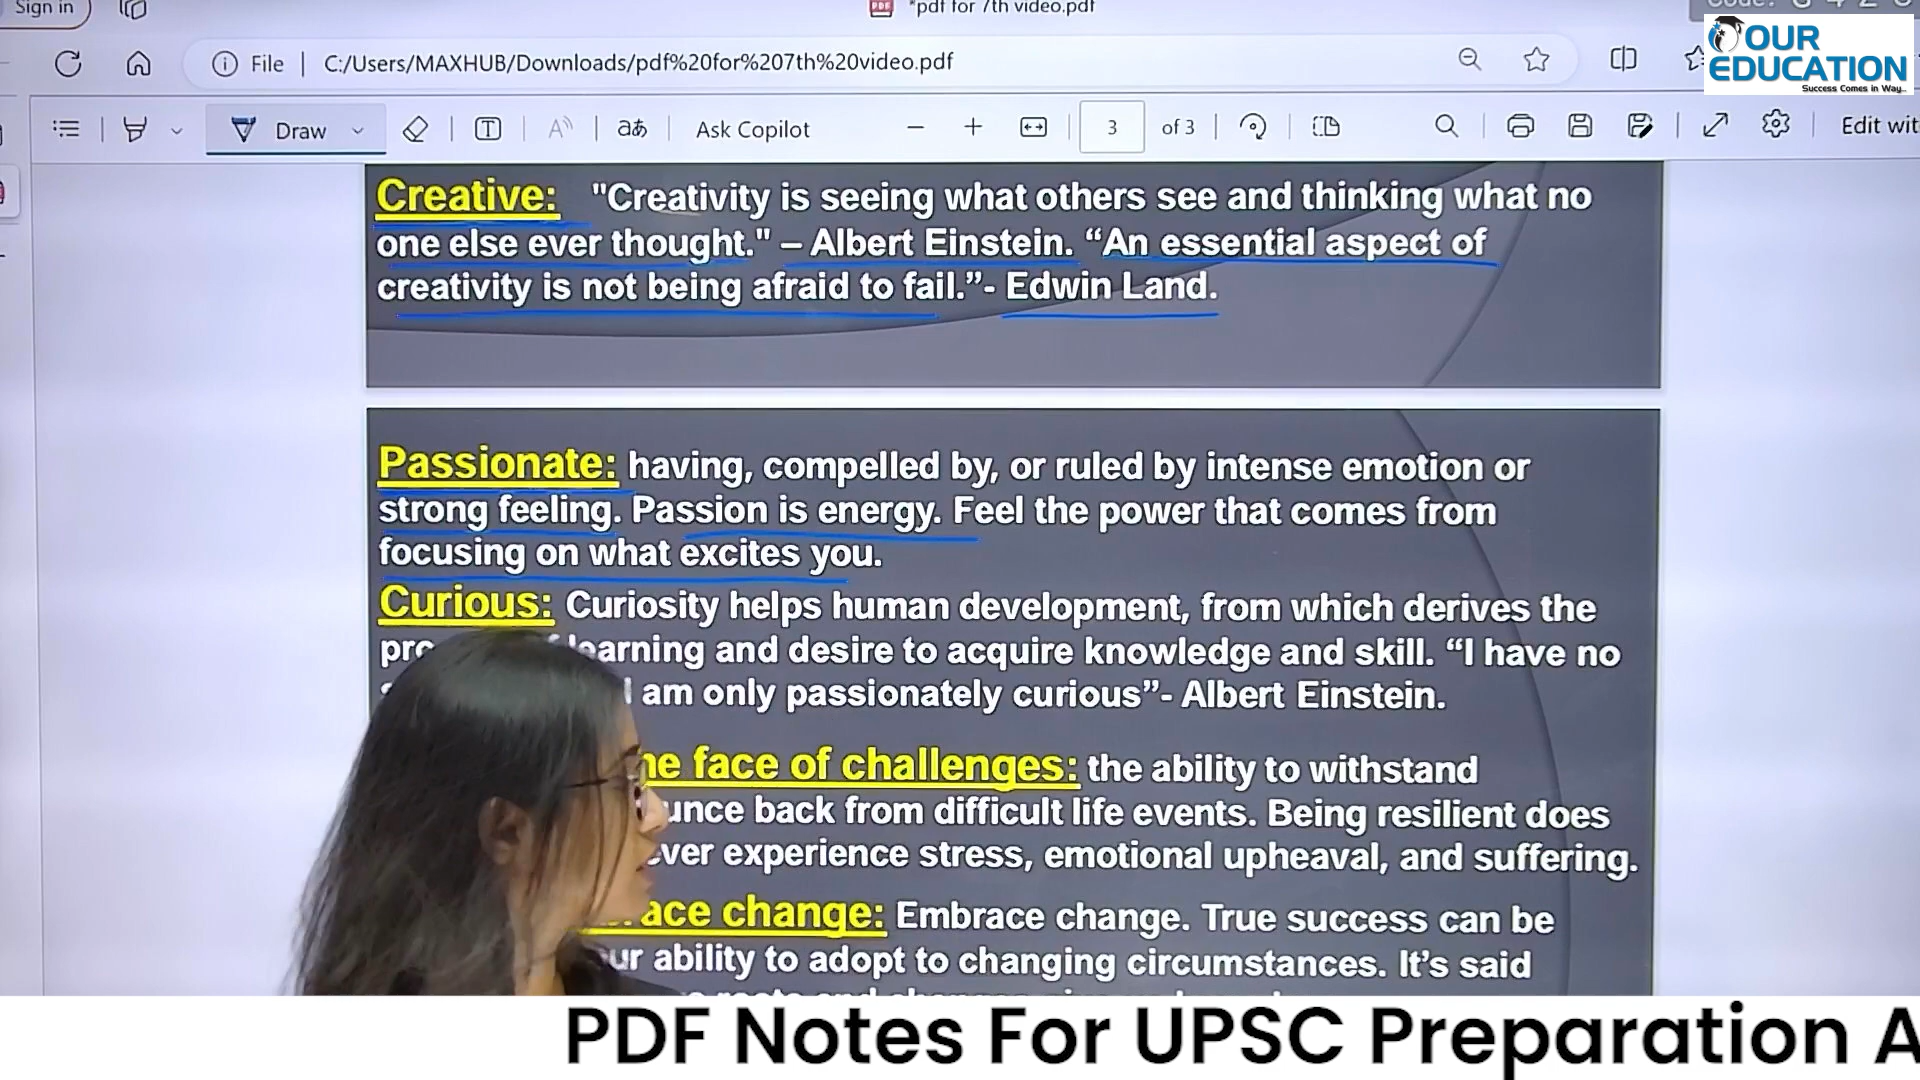 Sign in
*pdf for 7th video.pdf
OUR
EDUCATION
Success Comes in Way...
File
C:/Users/MAXHUB/Downloads/pdf%20for%207th%20video.pdf
Draw
Ask Copilot
3 of 3
Edit wit
Creative: "Creativity is seeing what others see and thinking what no
one else ever thought." – Albert Einstein. “An essential aspect of
creativity is not being afraid to fail.”- Edwin Land.
Passionate: having, compelled by, or ruled by intense emotion or
strong feeling. Passion is energy. Feel the power that comes from
focusing on what excites you.
Curious: Curiosity helps human development, from which derives the
learning and desire to acquire knowledge and skill. “I have no
I am only passionately curious”- Albert Einstein.
face of challenges: the ability to withstand
back from difficult life events. Being resilient does
experience stress, emotional upheaval, and suffering.
change: Embrace change. True success can be
ability to adopt to changing circumstances. It’s said
PDF Notes For UPSC Preparation A